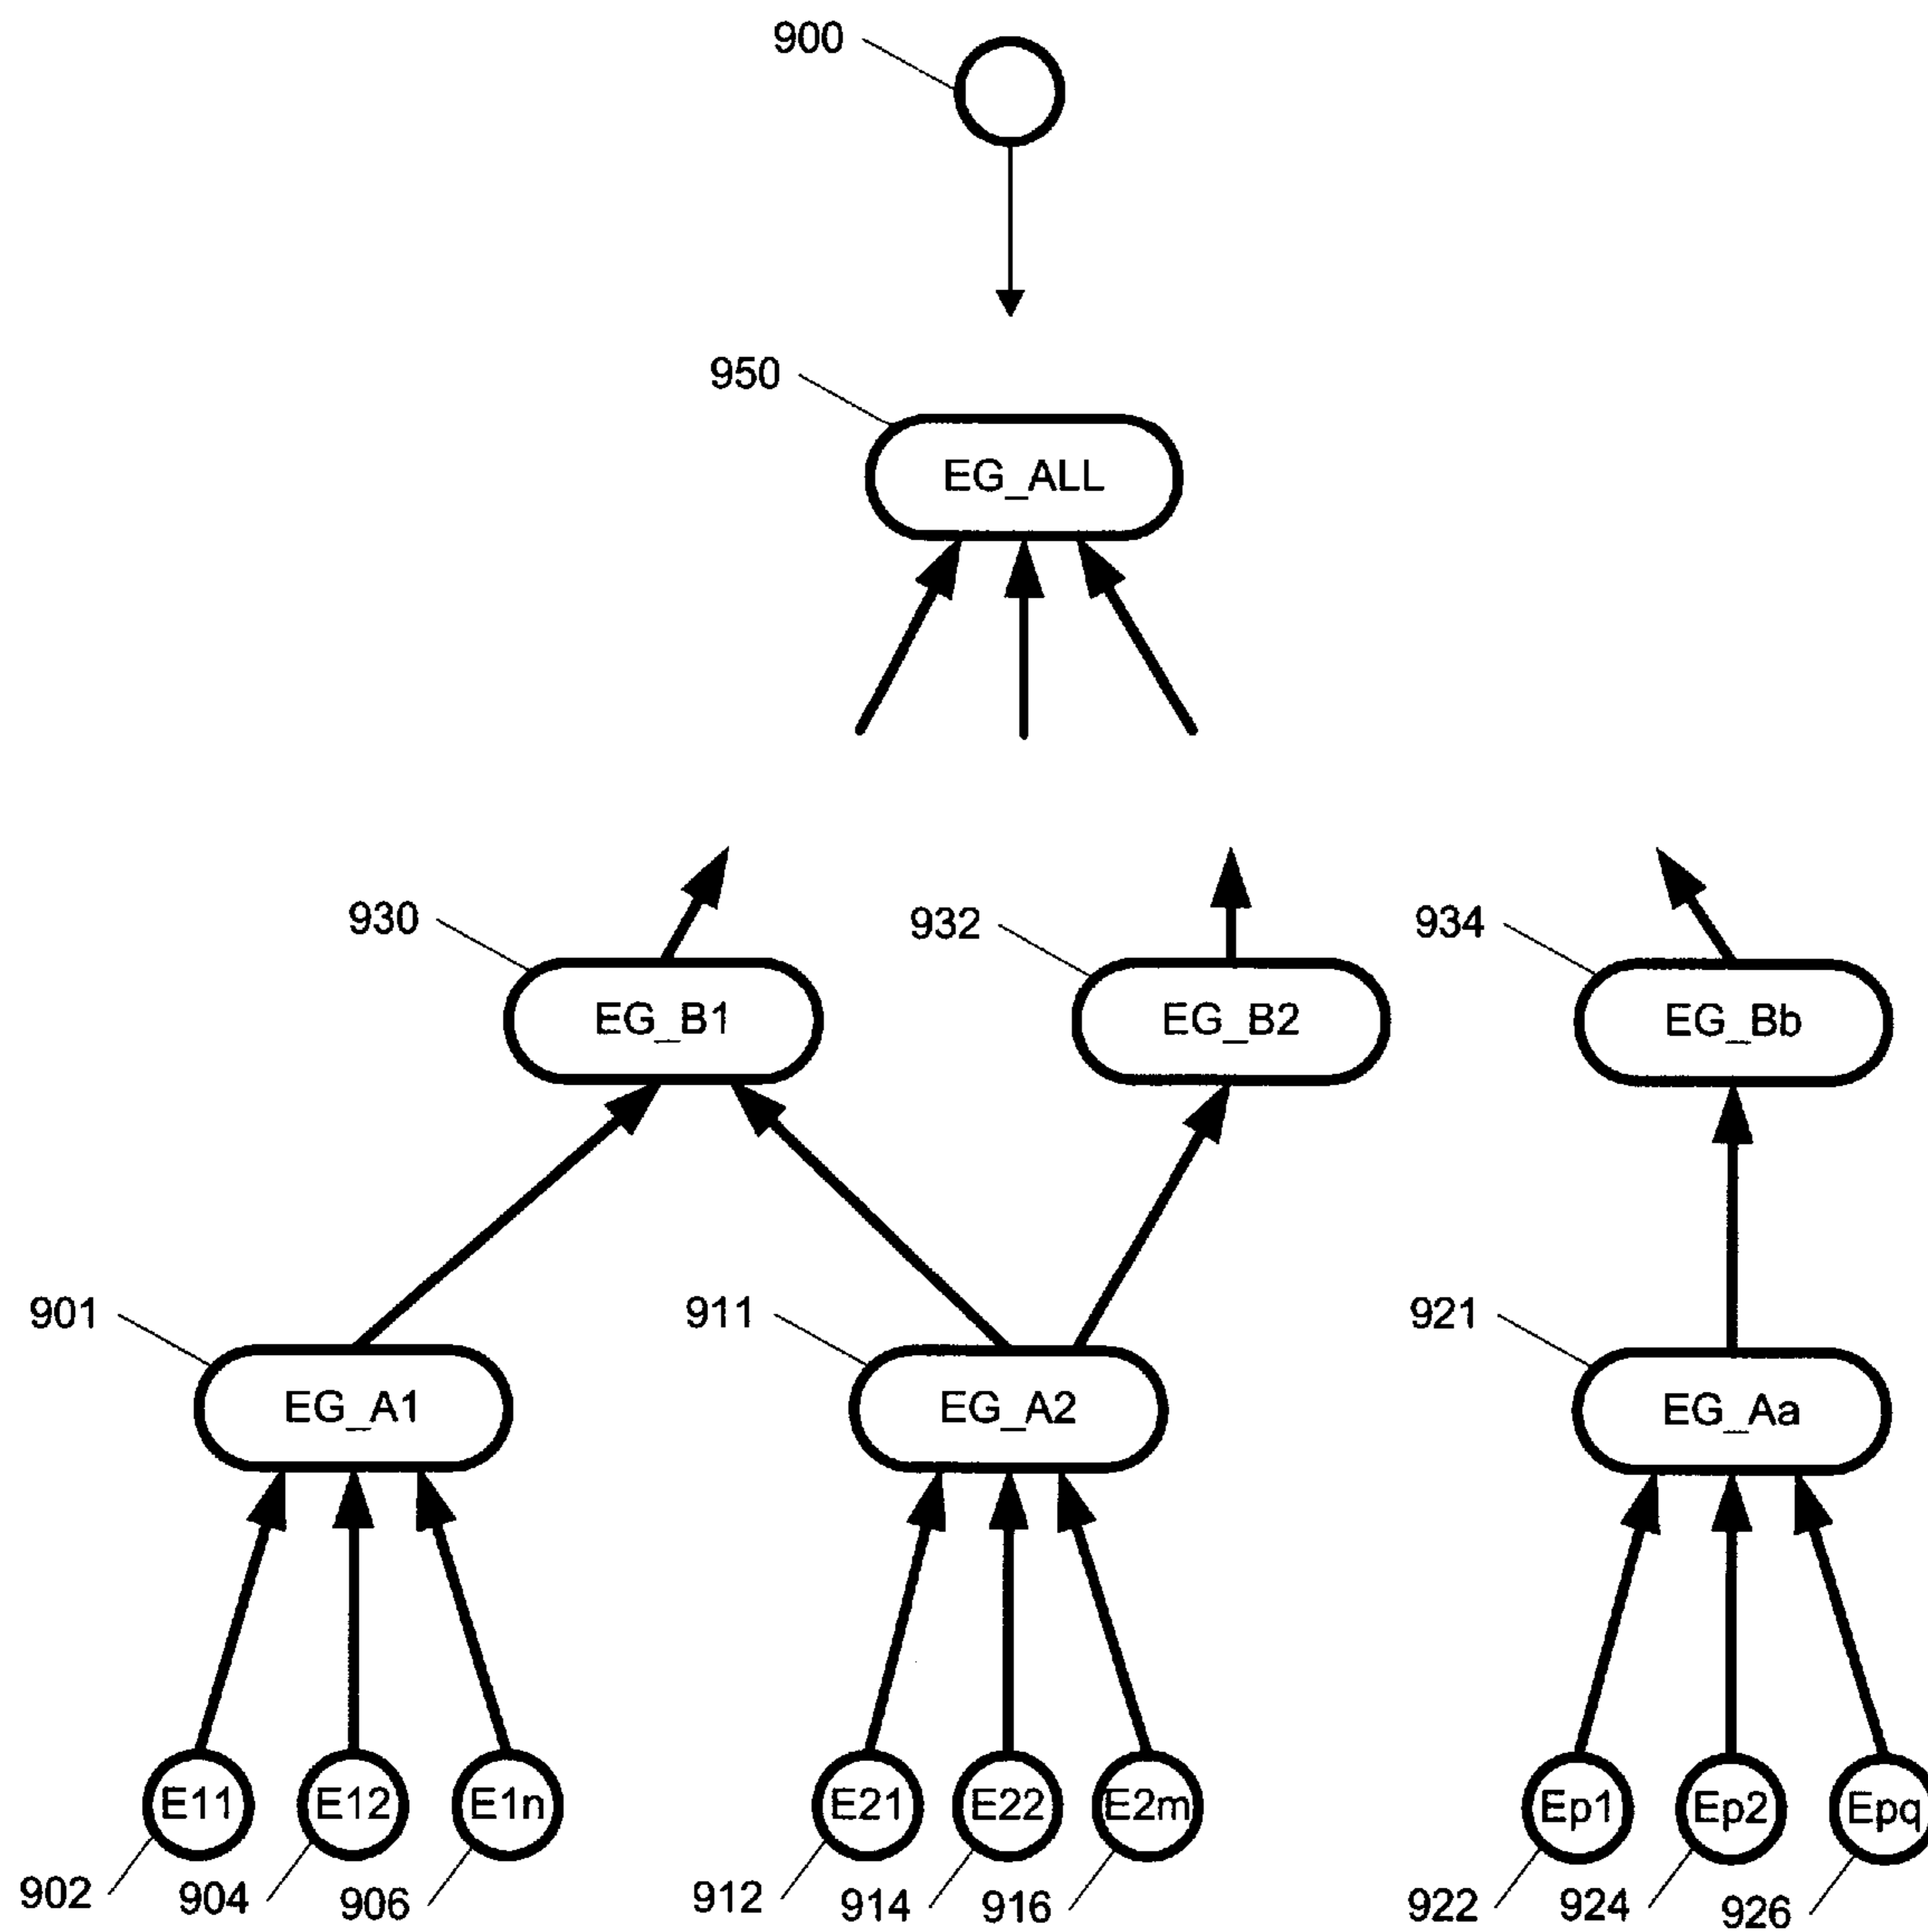 900
950
EG_ALL
930
932
934
EG_B1
EG_B2
EG_Bb
901
911
921
EG_A1
EG_A2
EG_Aa
E11
E12
E1n
E21
E22
E2m
Ep1
Ep2
Epq
902
904
906
912
914
916
922
924
926